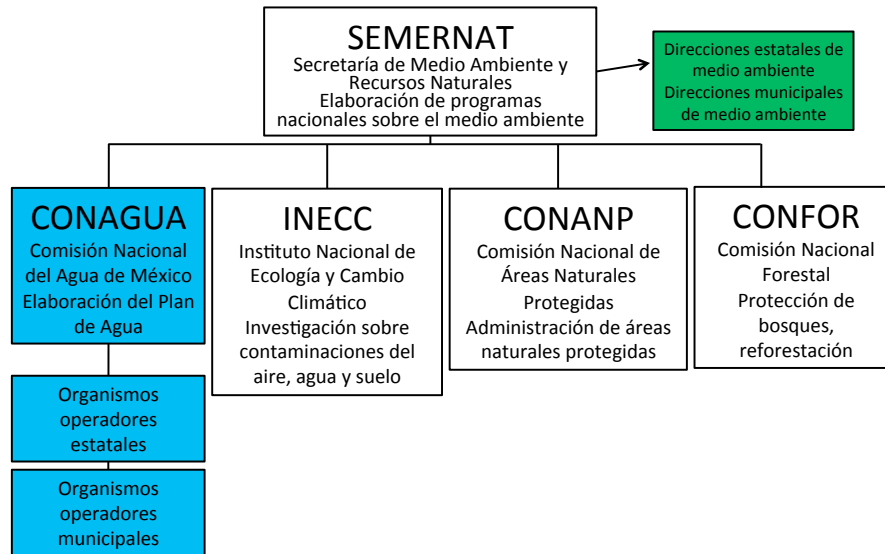 SEMERNAT
Secretaría de Medio Ambiente y
Recursos Naturales
Elaboración de programas
nacionales sobre el medio ambiente
Direcciones estatales de
medio ambiente
Direcciones municipales
de medio ambiente
CONAGUA
Comisión Nacional
del Agua de México
Elaboración del Plan
de Agua
INECC
Instituto Nacional de
Ecología y Cambio
Climático
Investigación sobre
contaminaciones del
aire, agua y suelo
CONANP
Comisión Nacional de
Áreas Naturales
Protegidas
Administración de áreas
naturales protegidas
CONFOR
Comisión Nacional
Forestal
Protección de
bosques,
reforestación
Organismos
operadores
estatales
Organismos
operadores
municipales